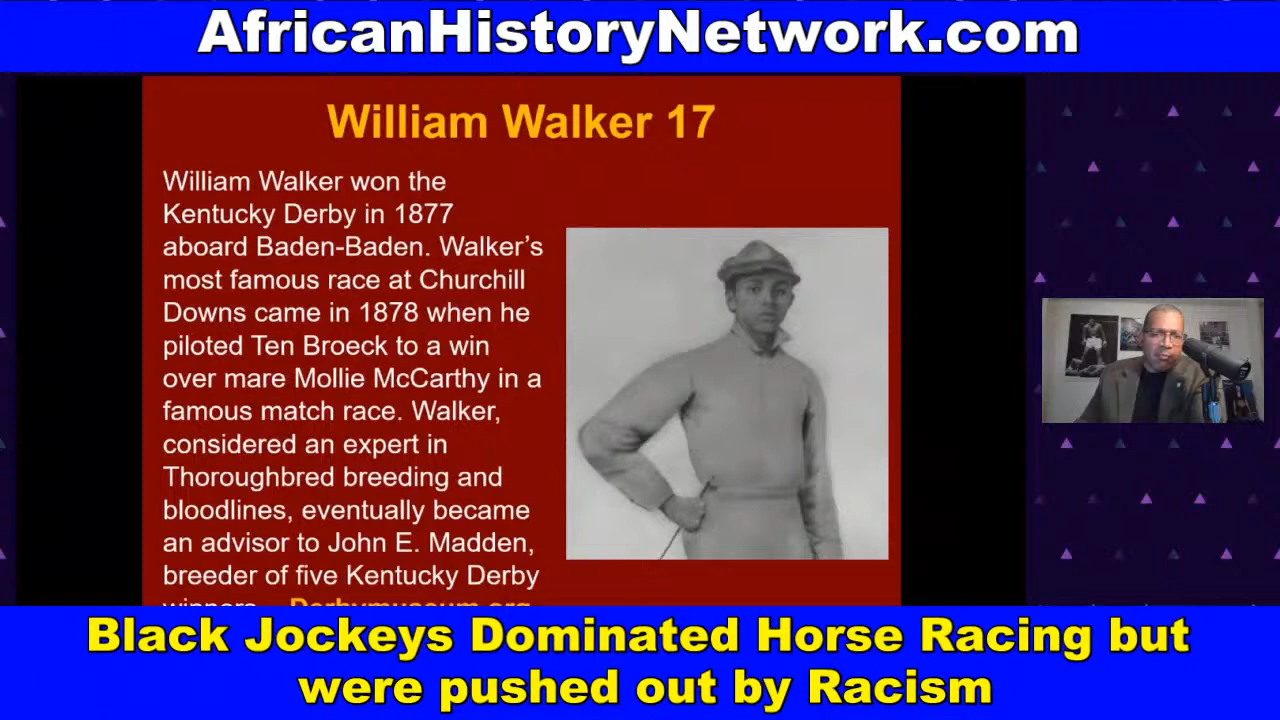 AfricanHistoryNetwork.com
William Walker 17
William Walker won the
Kentucky Derby in 1877
aboard Baden-Baden. Walker’s
most famous race at Churchill
Downs came in 1878 when he
piloted Ten Broeck to a win
over mare Mollie McCarthy in a
famous match race. Walker,
considered an expert in
Thoroughbred breeding and
bloodlines, eventually became
an advisor to John E. Madden,
breeder of five Kentucky Derby
winners Derbymuseum.org
Black Jockeys Dominated Horse Racing but
were pushed out by Racism